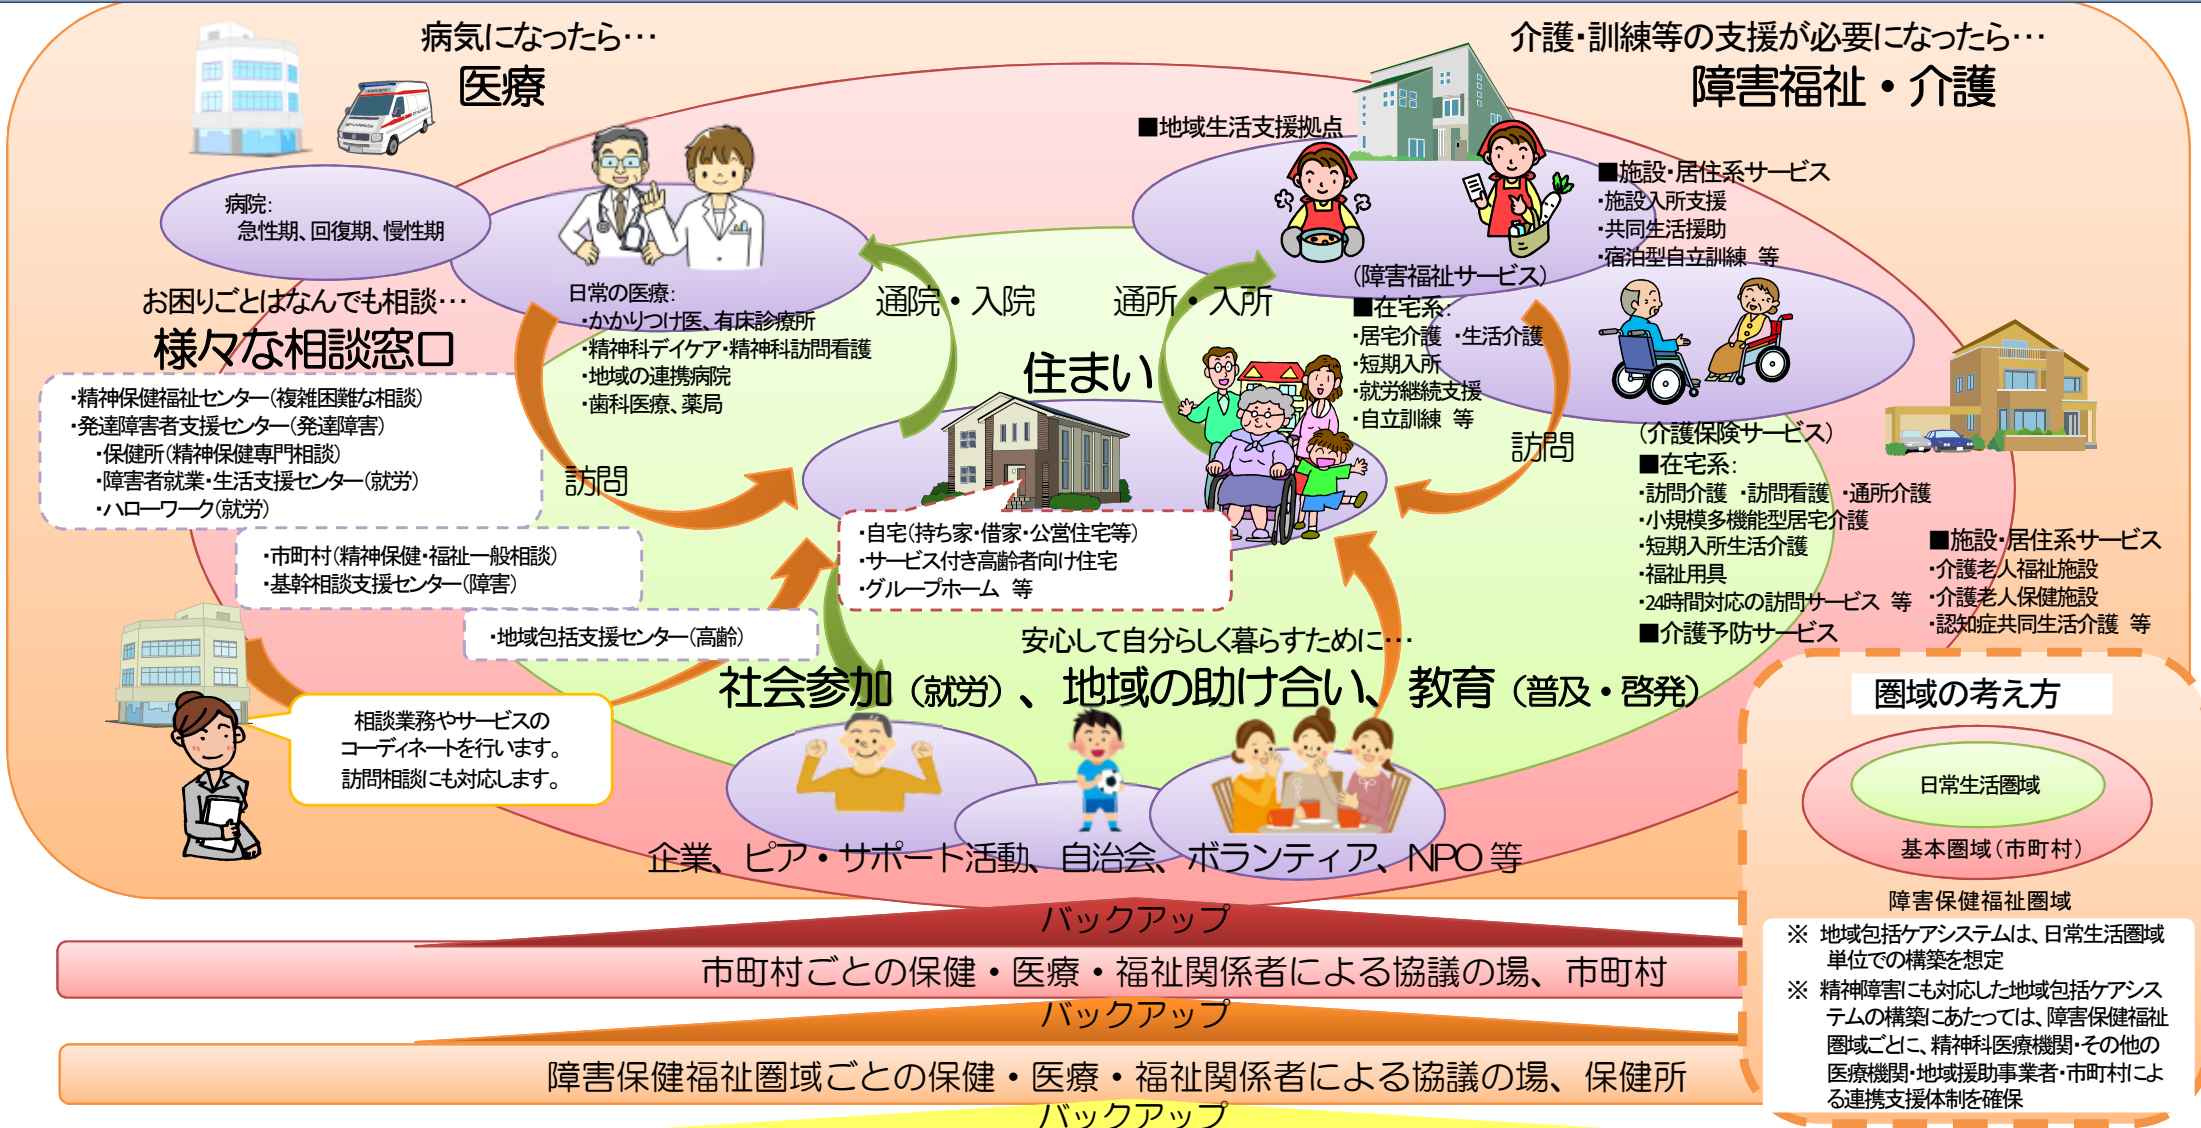 病気になったら…
医療
病院:
急性期、回復期、慢性期
日常の医療:
・かかりつけ医、有床診療所
・精神科デイケア・精神科訪問看護
・地域の連携病院
・歯科医療、薬局
お困りごとはなんでも相談…
様々な相談窓口
・精神保健福祉センター(複雑困難な相談)
・発達障害者支援センター(発達障害)
・保健所(精神保健専門相談)
・障害者就業・生活支援センター(就労)
・ハローワーク(就労)
・市町村(精神保健・福祉一般相談)
・基幹相談支援センター(障害)
・地域包括支援センター(高齢)
相談業務やサービスの
コーディネートを行います。
訪問相談にも対応します。
訪問
通院・入院
通所・入所
住まい
・自宅(持ち家・借家・公営住宅等)
・サービス付き高齢者向け住宅
・グループホーム 等
介護・訓練等の支援が必要になったら…
障害福祉・介護
■地域生活支援拠点
■施設・居住系サービス
・施設入所支援
・共同生活援助
・宿泊型自立訓練 等
(障害福祉サービス)
■在宅系:
・居宅介護 ・生活介護
・短期入所
・就労継続支援
・自立訓練 等
訪問
(介護保険サービス)
■在宅系:
・訪問介護 ・訪問看護 ・通所介護
・小規模多機能型居宅介護
・短期入所生活介護
・福祉用具
・24時間対応の訪問サービス 等
■介護予防サービス
■施設・居住系サービス
・介護老人福祉施設
・介護老人保健施設
・認知症共同生活介護 等
安心して自分らしく暮らすために…
社会参加(就労)、地域の助け合い、教育(普及・啓発)
企業、ピア・サポート活動、自治会、ボランティア、NPO 等
バックアップ
市町村ごとの保健・医療・福祉関係者による協議の場、市町村
バックアップ
障害保健福祉圏域ごとの保健・医療・福祉関係者による協議の場、保健所
バックアップ
圏域の考え方
日常生活圏域
基本圏域(市町村)
障害保健福祉圏域
※ 地域包括ケアシステムは、日常生活圏域
単位での構築を想定
※ 精神障害にも対応した地域包括ケアシス
テムの構築にあたっては、障害保健福祉
圏域ごとに、精神科医療機関・その他の
医療機関・地域援助事業者・市町村によ
る連携支援体制を確保